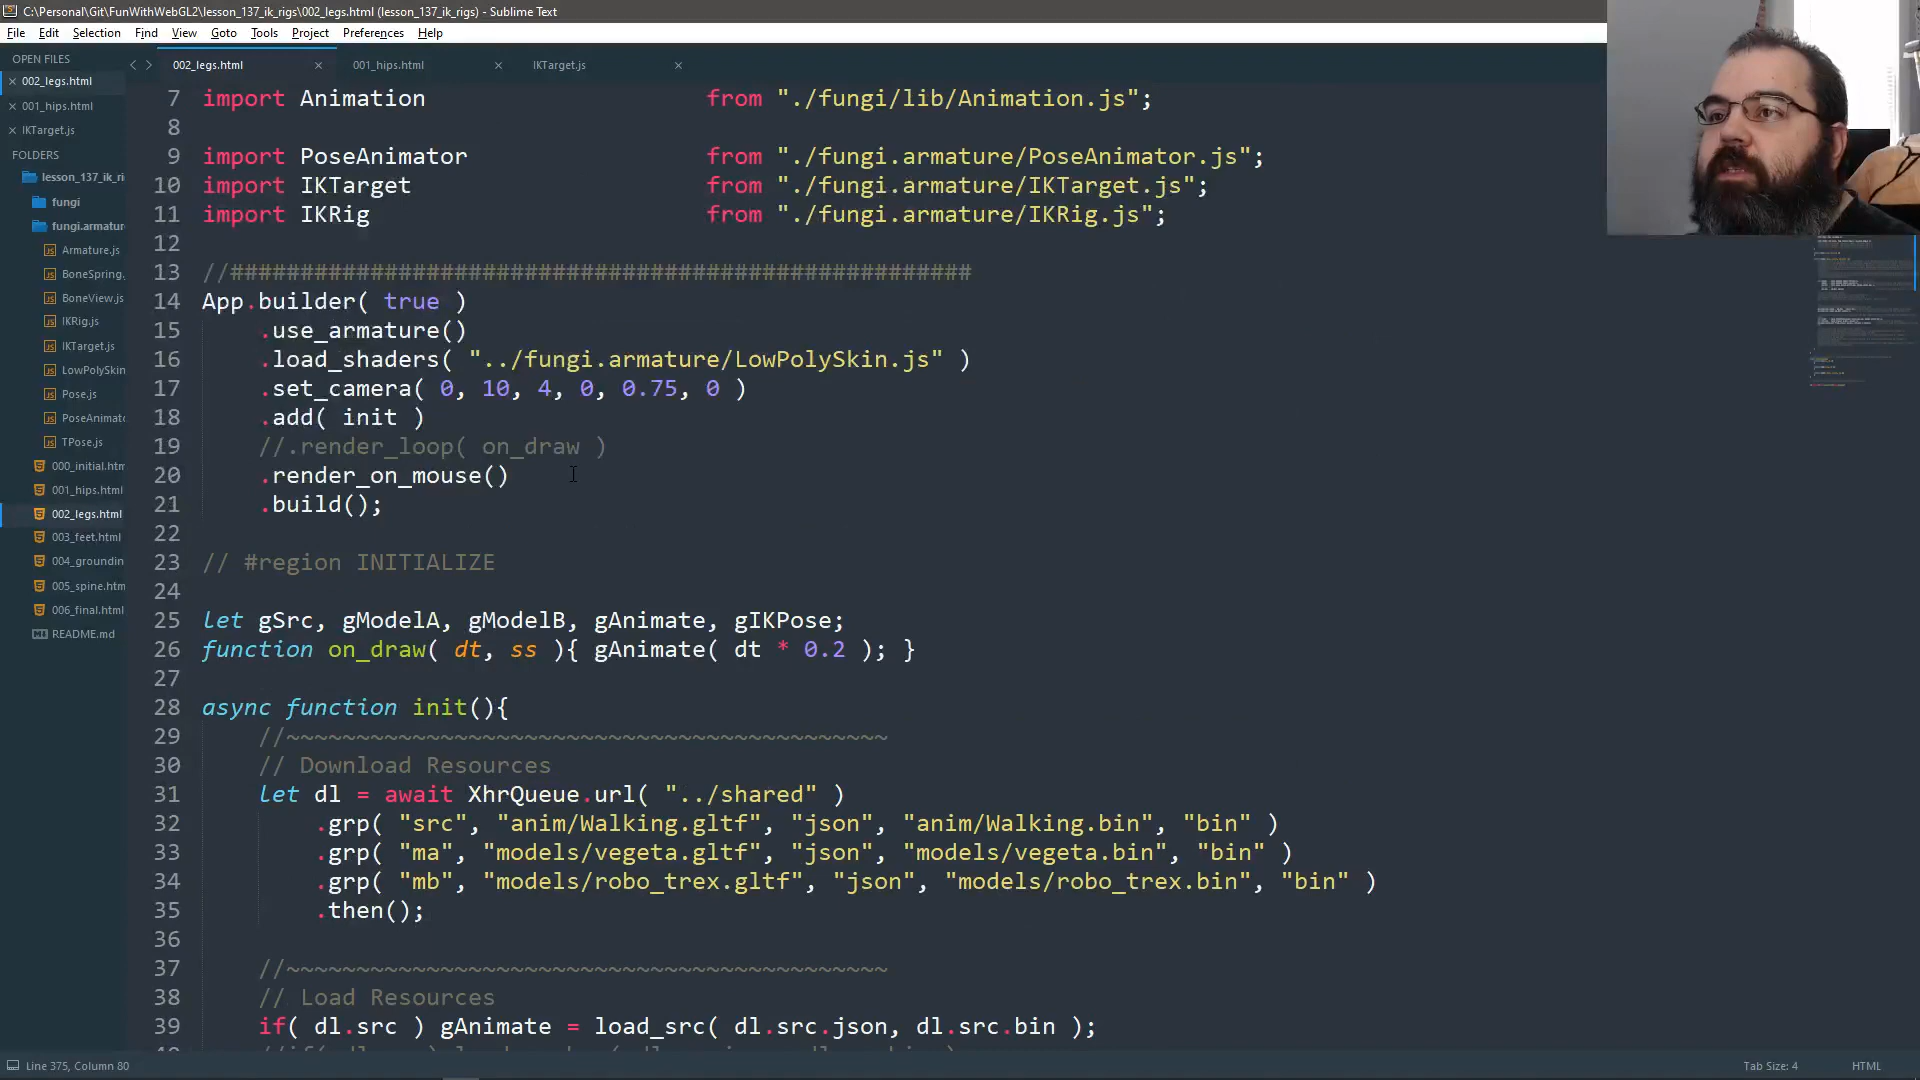 C:\Personal\Git\FunWithWebGL2\lesson_137_ik_rigs\002_legs.html (lesson_137_ik_rigs) - Sublime Text
File Edit Selection Find View Goto Tools Project Preferences Help
OPEN FILES
× 002_legs.html
× 001_hips.html
× IKTarget.js
FOLDERS
lesson_137_ik_ri
fungi
fungi.armatur
Armature.js
BoneSpring.
BoneView.js
IKRig.js
IKTarget.js
LowPolySkin
Pose.js
PoseAnimato
TPose.js
000_initial.htm
001_hips.html
002_legs.html
003_feet.html
004_groundin
005_spine.htm
006_final.html
README.md
002_legs.html × 001_hips.html × IKTarget.js ×
7 import Animation from "./fungi/lib/Animation.js";
8
9 import PoseAnimator from "./fungi.armature/PoseAnimator.js";
10 import IKTarget from "./fungi.armature/IKTarget.js";
11 import IKRig from "./fungi.armature/IKRig.js";
12
13 //#####################################################
14 App.builder( true )
15 .use_armature()
16 .load_shaders( "../fungi.armature/LowPolySkin.js" )
17 .set_camera( 0, 10, 4, 0, 0.75, 0 )
18 .add( init )
19 //.render_loop( on_draw )
20 .render_on_mouse()
21 .build();
22
23 // #region INITIALIZE
24
25 let gSrc, gModelA, gModelB, gAnimate, gIKPose;
26 function on_draw( dt, ss ){ gAnimate( dt * 0.2 ); }
27
28 async function init(){
29 //~~~~~~~~~~~~~~~~~~~~~~~~~~~~~~~~~~~~~~~~~~~
30 // Download Resources
31 let dl = await XhrQueue.url( "../shared" )
32 .grp( "src", "anim/Walking.gltf", "json", "anim/Walking.bin", "bin" )
33 .grp( "ma", "models/vegeta.gltf", "json", "models/vegeta.bin", "bin" )
34 .grp( "mb", "models/robo_trex.gltf", "json", "models/robo_trex.bin", "bin" )
35 .then();
36
37 //~~~~~~~~~~~~~~~~~~~~~~~~~~~~~~~~~~~~~~~~~~~
38 // Load Resources
39 if( dl.src ) gAnimate = load_src( dl.src.json, dl.src.bin );
Line 375, Column 80
Tab Size: 4
HTML